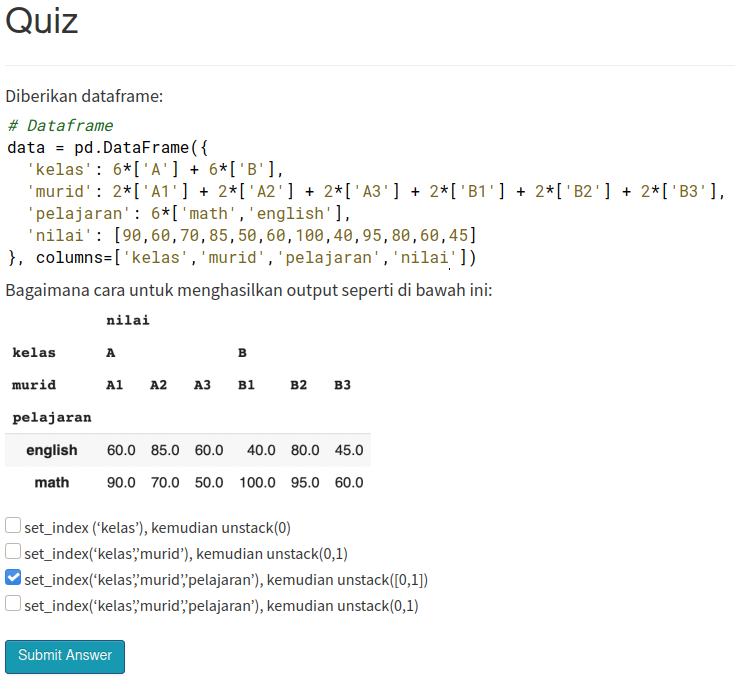 Quiz
Diberikan dataframe:
# Dataframe
data = pd.DataFrame({
'kelas': 6*['A'] + 6*['B'],
'murid': 2*['A1'] + 2*['A2'] + 2*['A3'] + 2*['B1'] + 2*['B2'] + 2*['B3'],
'pelajaran': 6*['math','english'],
'nilai': [90,60,70,85,50,60,100,40,95,80,60,45]
}, columns=['kelas','murid','pelajaran','nilai'])
Bagaimana cara untuk menghasilkan output seperti di bawah ini:
nilai
kelas A B
murid A1 A2 A3 B1 B2 B3
pelajaran
english 60.0 85.0 60.0 40.0 80.0 45.0
math 90.0 70.0 50.0 100.0 95.0 60.0
set_index (‘kelas’), kemudian unstack(0)
set_index(‘kelas’,’murid’), kemudian unstack(0,1)
set_index(‘kelas’,’murid’,’pelajaran’), kemudian unstack([0,1])
set_index(‘kelas’,’murid’,’pelajaran’), kemudian unstack(0,1)
Submit Answer